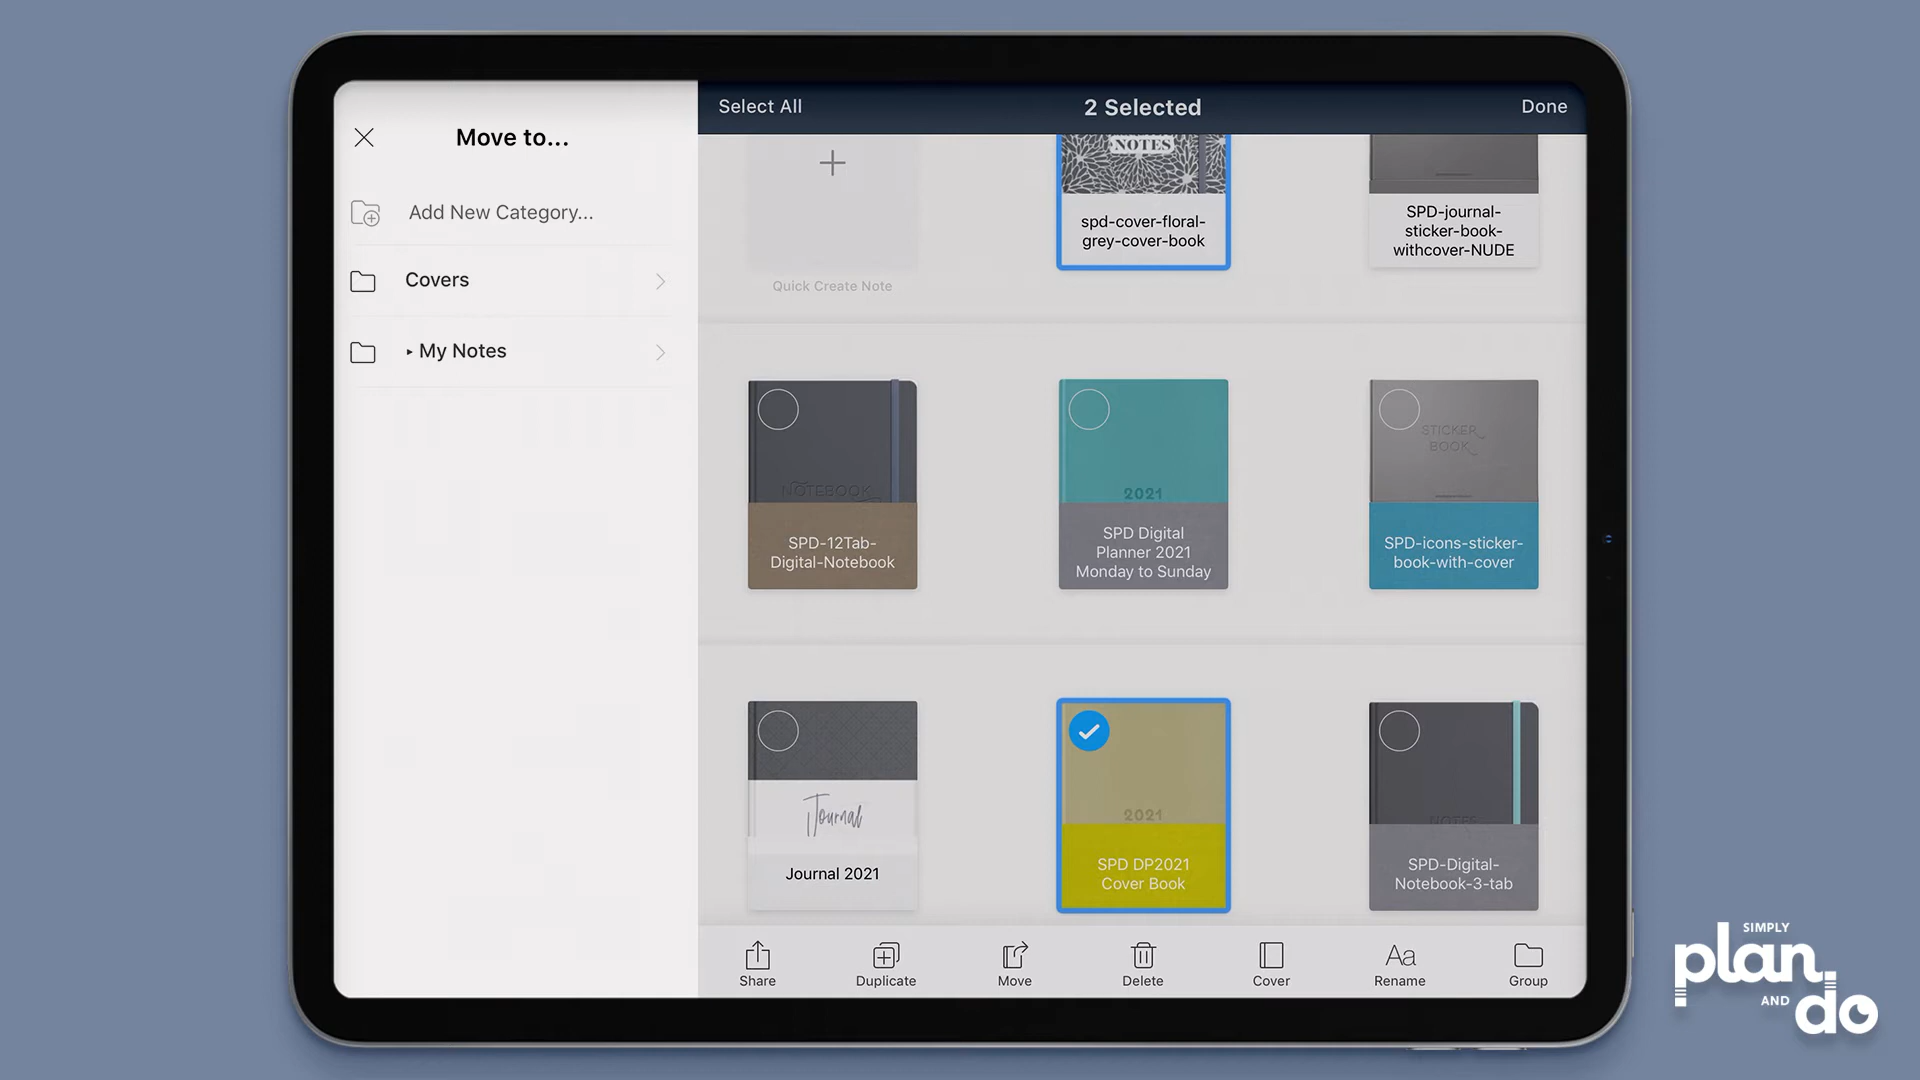 Move to...
Add New Category...
Covers
My Notes
Select All
2 Selected
Done
NOTES
Quick Create Note
spd-cover-floral-
grey-cover-book
SPD-journal-
sticker-book-
withcover-NUDE
NOTEBOOK
SPD-12Tab-
Digital-Notebook
2021
SPD Digital
Planner 2021
Monday to Sunday
STICKER
BOOK
SPD-icons-sticker-
book-with-cover
Journal
Journal 2021
2021
SPD DP2021
Cover Book
NOTES
SPD-Digital-
Notebook-3-tab
Share
Duplicate
Move
Delete
Cover
Aa
Rename
Group
SIMPLY
plan
AND
do